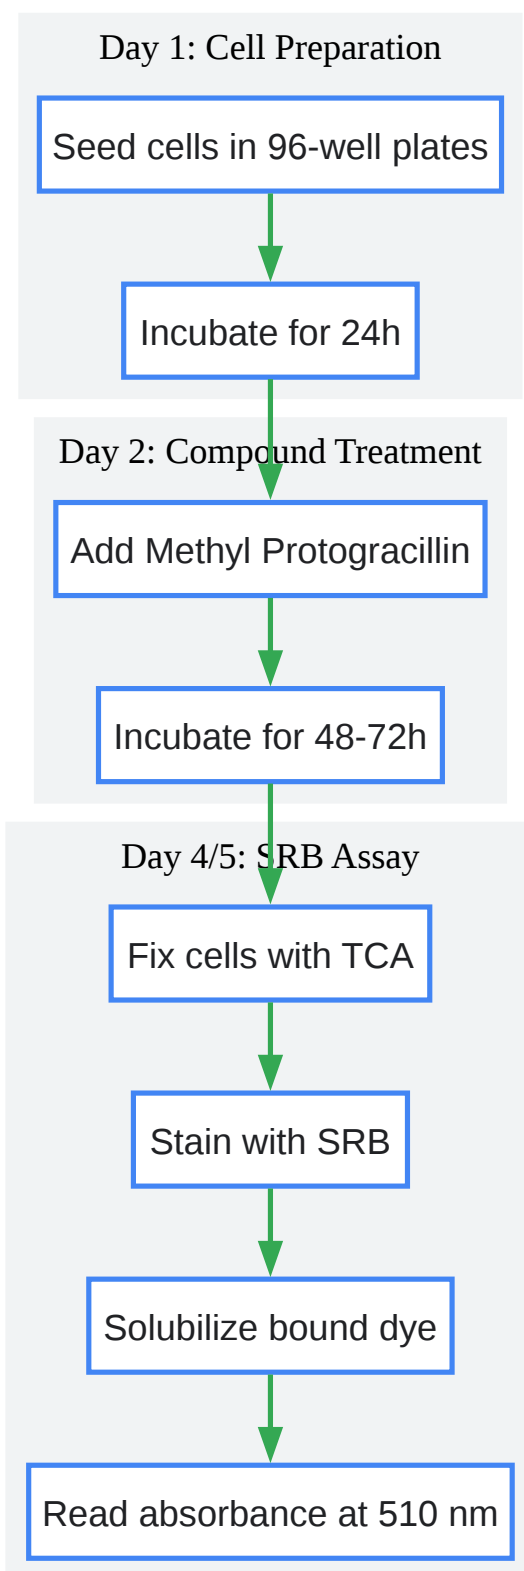 Day 1: Cell Preparation
Seed cells in 96-well plates
Incubate for 24h
Day 2: Compound Treatment
Add Methyl Protogracillin
Incubate for 48-72h
Day 4/5: SRB Assay
Fix cells with TCA
Stain with SRB
Solubilize bound dye
Read absorbance at 510 nm